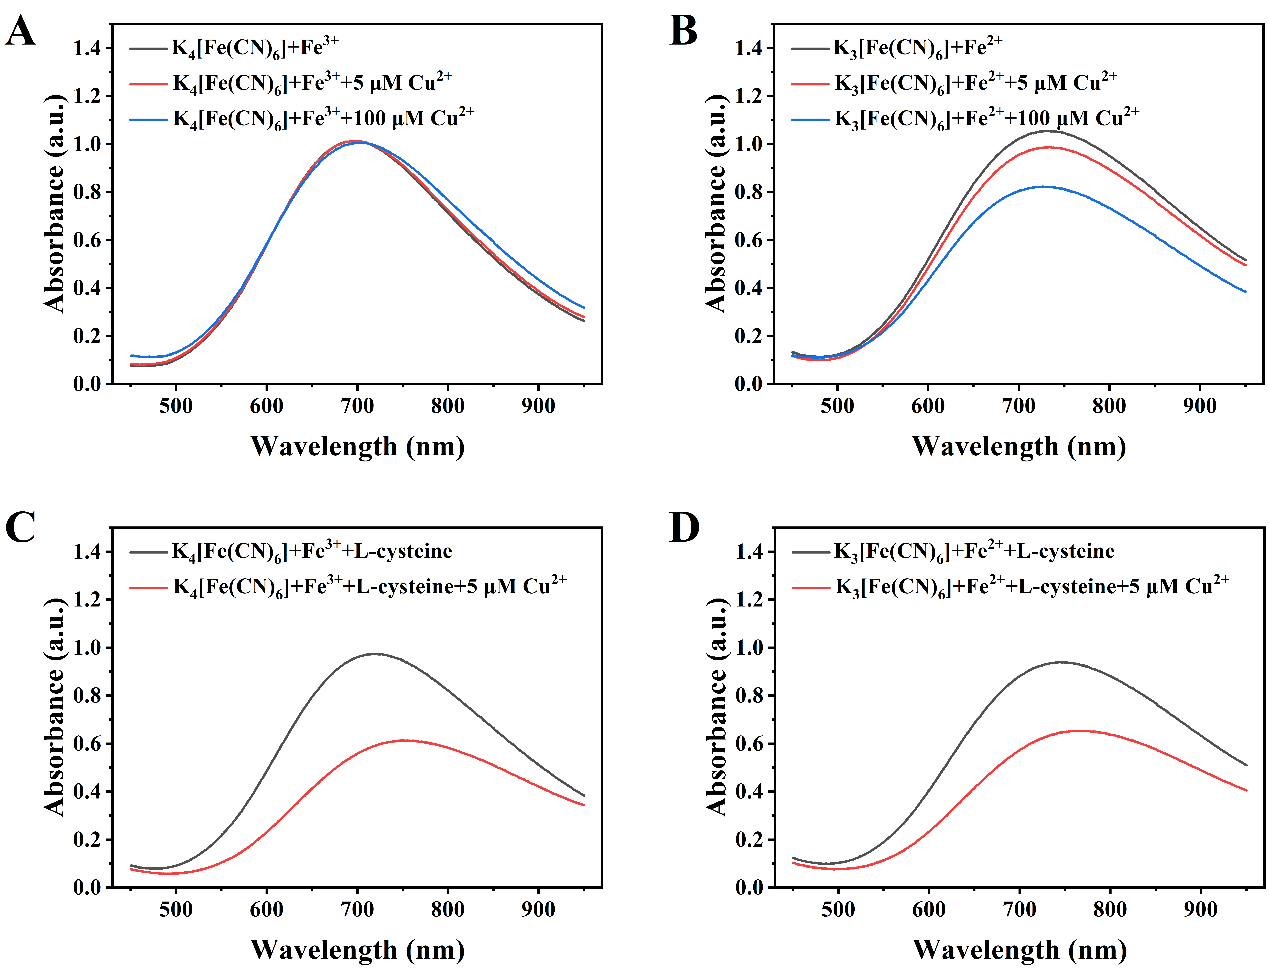 A
K₄[Fe(CN)₆]+Fe³⁺
K₄[Fe(CN)₆]+Fe³⁺+5 μM Cu²⁺
K₄[Fe(CN)₆]+Fe³⁺+100 μM Cu²⁺
Absorbance (a.u.)
1.4
1.2
1.0
0.8
0.6
0.4
0.2
0.0
500 600 700 800 900
Wavelength (nm)
B
K₃[Fe(CN)₆]+Fe²⁺
K₃[Fe(CN)₆]+Fe²⁺+5 μM Cu²⁺
K₃[Fe(CN)₆]+Fe²⁺+100 μM Cu²⁺
Absorbance (a.u.)
1.4
1.2
1.0
0.8
0.6
0.4
0.2
0.0
500 600 700 800 900
Wavelength (nm)
C
K₄[Fe(CN)₆]+Fe³⁺+L-cysteine
K₄[Fe(CN)₆]+Fe³⁺+L-cysteine+5 μM Cu²⁺
Absorbance (a.u.)
1.4
1.2
1.0
0.8
0.6
0.4
0.2
0.0
500 600 700 800 900
Wavelength (nm)
D
K₃[Fe(CN)₆]+Fe²⁺+L-cysteine
K₃[Fe(CN)₆]+Fe²⁺+L-cysteine+5 μM Cu²⁺
Absorbance (a.u.)
1.4
1.2
1.0
0.8
0.6
0.4
0.2
0.0
500 600 700 800 900
Wavelength (nm)